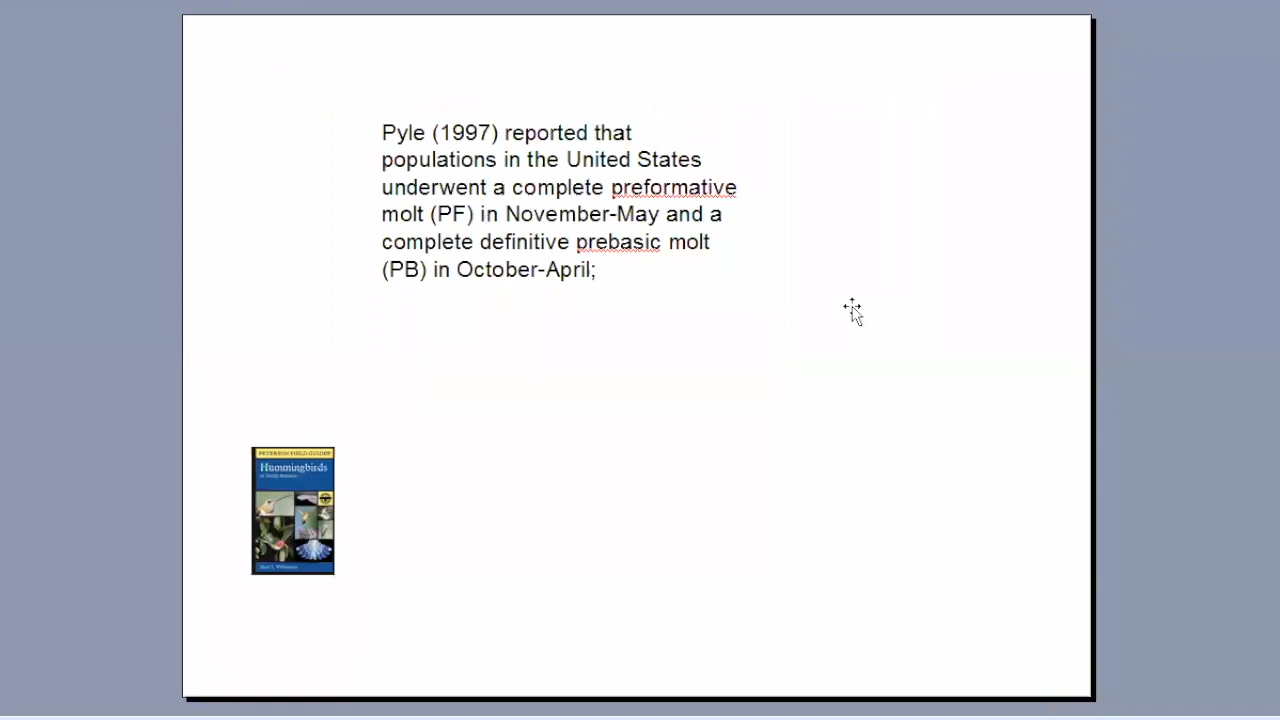 Pyle (1997) reported that
populations in the United States
underwent a complete preformative
molt (PF) in November-May and a
complete definitive prebasic molt
(PB) in October-April;
PETERSON FIELD GUIDES
Hummingbirds